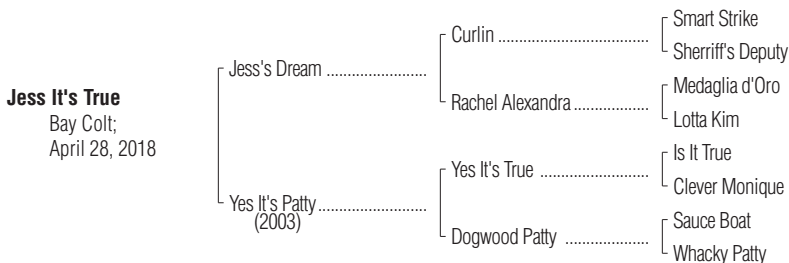 Jess It's True
Bay Colt;
April 28, 2018
Jess's Dream ..........................
Yes It's Patty ............................
(2003)
Curlin ......................................
Rachel Alexandra ...................
Yes It's True ...........................
Dogwood Patty .....................
Smart Strike
Sherriff's Deputy
Medaglia d'Oro
Lotta Kim
Is It True
Clever Monique
Sauce Boat
Whacky Patty